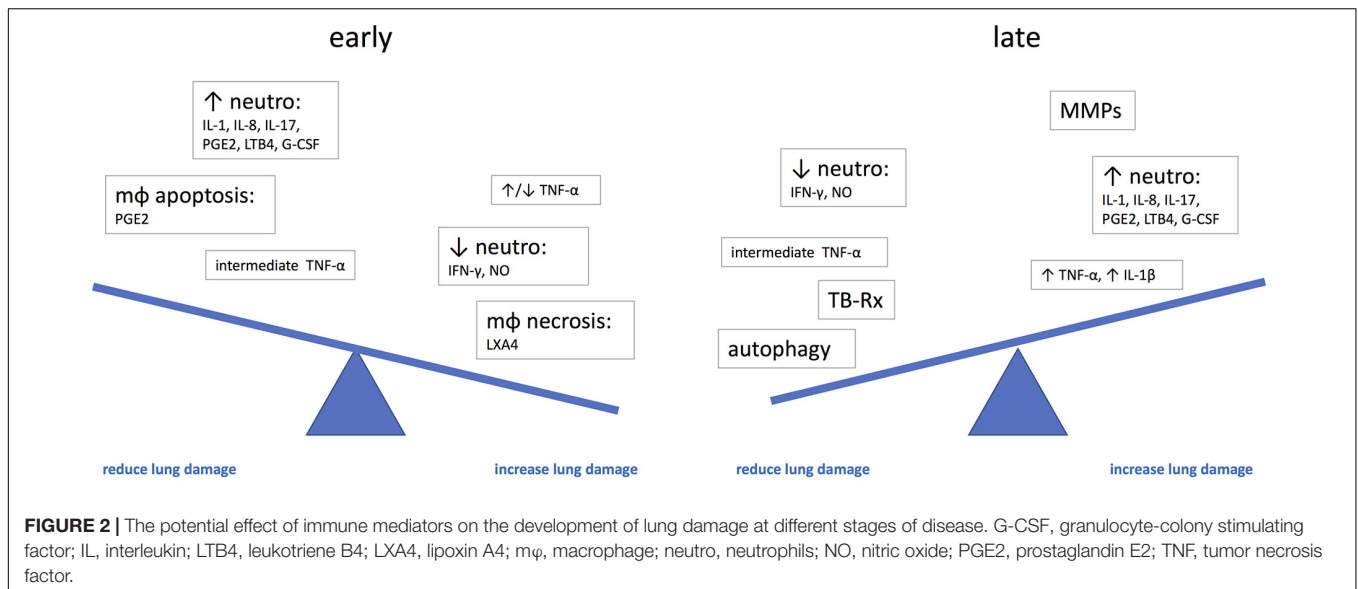 early
↑ neutro:
IL-1, IL-8, IL-17,
PGE2, LTB4, G-CSF
mϕ apoptosis:
PGE2
intermediate TNF-α
↑/↓ TNF-α
↓ neutro:
IFN-γ, NO
mϕ necrosis:
LXA4
reduce lung damage
increase lung damage
late
MMPs
↓ neutro:
IFN-γ, NO
↑ neutro:
IL-1, IL-8, IL-17,
PGE2, LTB4, G-CSF
intermediate TNF-α
↑ TNF-α, ↑ IL-1β
TB-Rx
autophagy
reduce lung damage
increase lung damage
FIGURE 2 | The potential effect of immune mediators on the development of lung damage at different stages of disease. G-CSF, granulocyte-colony stimulating
factor; IL, interleukin; LTB4, leukotriene B4; LXA4, lipoxin A4; mφ, macrophage; neutro, neutrophils; NO, nitric oxide; PGE2, prostaglandin E2; TNF, tumor necrosis
factor.